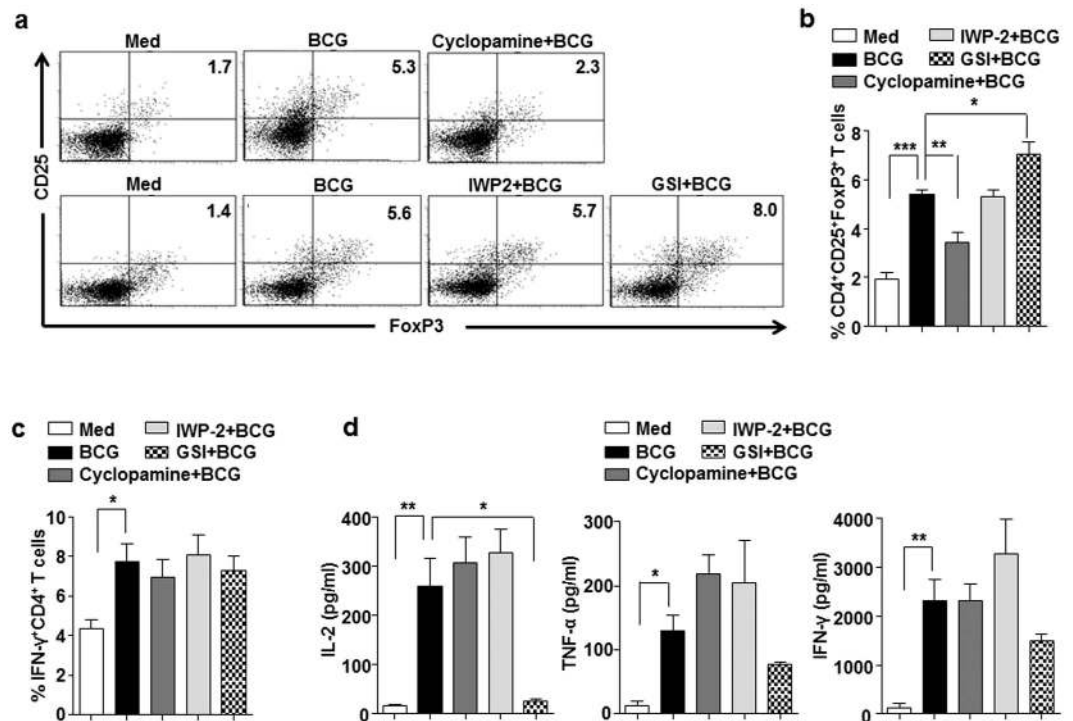 a
Med
BCG
Cyclopamine+BCG
1.7
5.3
2.3
Med
BCG
IWP2+BCG
GSI+BCG
1.4
5.6
5.7
8.0
CD25
FoxP3
b
Med
IWP-2+BCG
BCG
GSI+BCG
Cyclopamine+BCG
% CD4+CD25+FoxP3+ T cells
8
6
4
2
0
***
**
*
c
Med
IWP-2+BCG
BCG
GSI+BCG
Cyclopamine+BCG
% IFN-γ+CD4+ T cells
10
8
6
4
2
0
*
d
Med
IWP-2+BCG
BCG
GSI+BCG
Cyclopamine+BCG
IL-2 (pg/ml)
400
300
200
100
0
**
*
TNF-α (pg/ml)
300
200
100
0
*
IFN-γ (pg/ml)
4000
3000
2000
1000
0
**